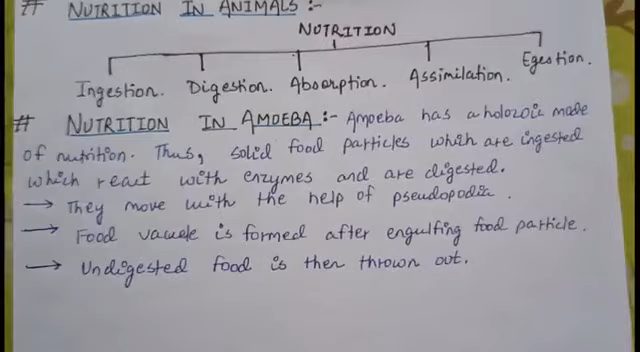 # NUTRITION IN ANIMALS:-
NUTRITION
Ingestion. Digestion. Absorption. Assimilation. Egestion.
# NUTRITION IN AMOEBA:- Amoeba has a holozoic mode
of nutrition. Thus, solid food particles which are ingested
which react with enzymes and are digested.
→ They move with the help of pseudopodia.
→ Food vacuole is formed after engulfing food particle.
→ Undigested food is then thrown out.